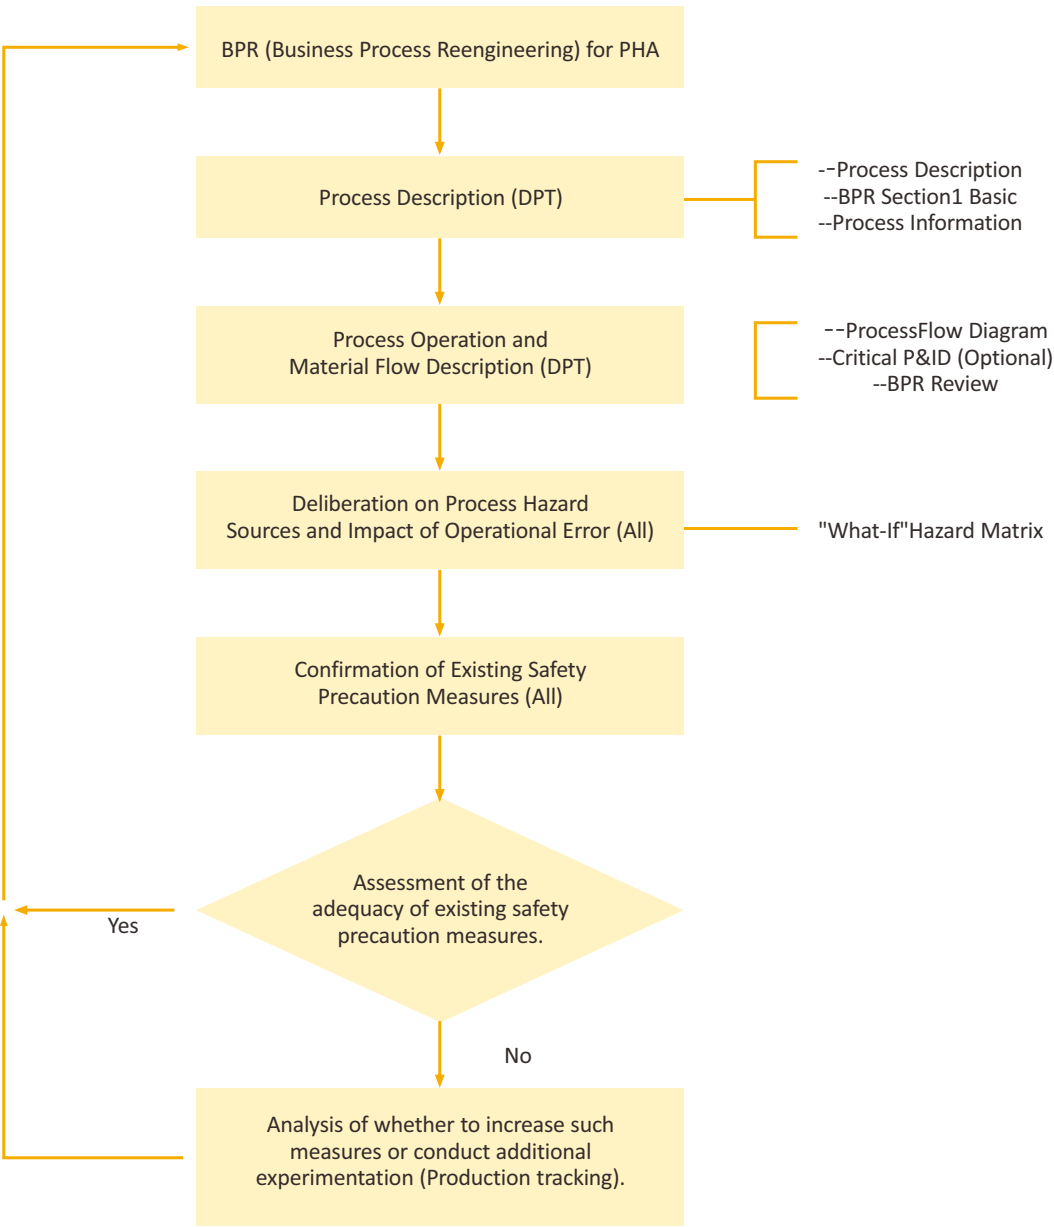 BPR (Business Process Reengineering) for PHA
Process Description (DPT)
--Process Description
--BPR Section1 Basic
--Process Information
Process Operation and
Material Flow Description (DPT)
--ProcessFlow Diagram
--Critical P&ID (Optional)
--BPR Review
Deliberation on Process Hazard
Sources and Impact of Operational Error (All)
"What-If"Hazard Matrix
Confirmation of Existing Safety
Precaution Measures (All)
Assessment of the
adequacy of existing safety
precaution measures.
Yes
No
Analysis of whether to increase such
measures or conduct additional
experimentation (Production tracking).